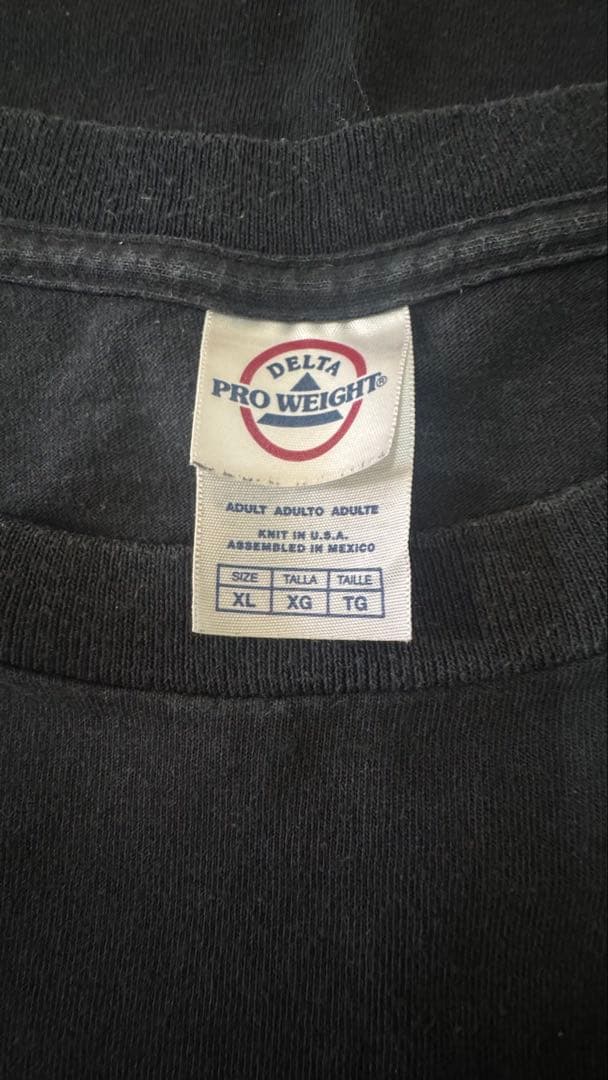 DELTA
PRO WEIGHT®
ADULT ADULTO ADULTE
KNIT IN U.S.A.
ASSEMBLED IN MEXICO
SIZE TALLA TAILLE
XL XG TG